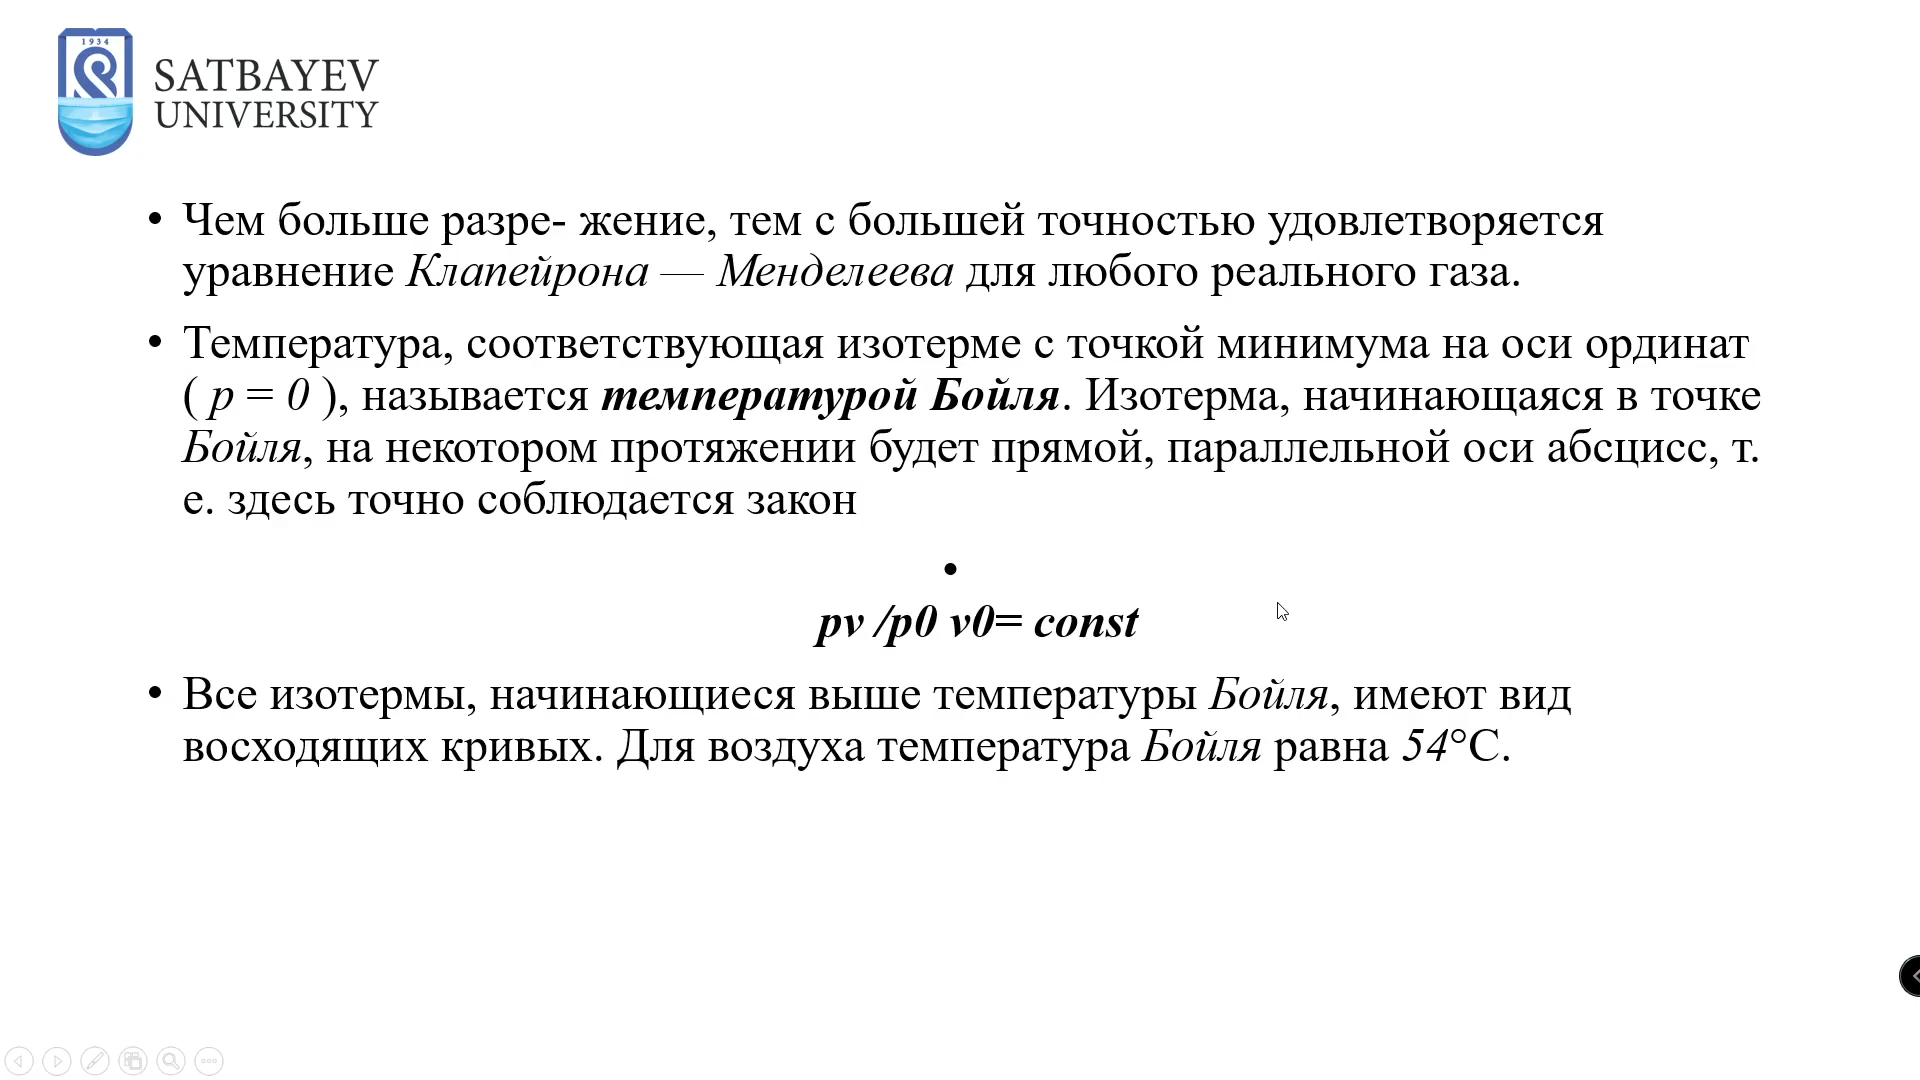 1934
SATBAYEV
UNIVERSITY
• Чем больше разре- жение, тем с большей точностью удовлетворяется
уравнение Клапейрона — Менделеева для любого реального газа.
• Температура, соответствующая изотерме с точкой минимума на оси ординат
( p = 0 ), называется температурой Бойля. Изотерма, начинающаяся в точке
Бойля, на некотором протяжении будет прямой, параллельной оси абсцисс, т.
е. здесь точно соблюдается закон
•
pv /p0 v0= const
• Все изотермы, начинающиеся выше температуры Бойля, имеют вид
восходящих кривых. Для воздуха температура Бойля равна 54°С.